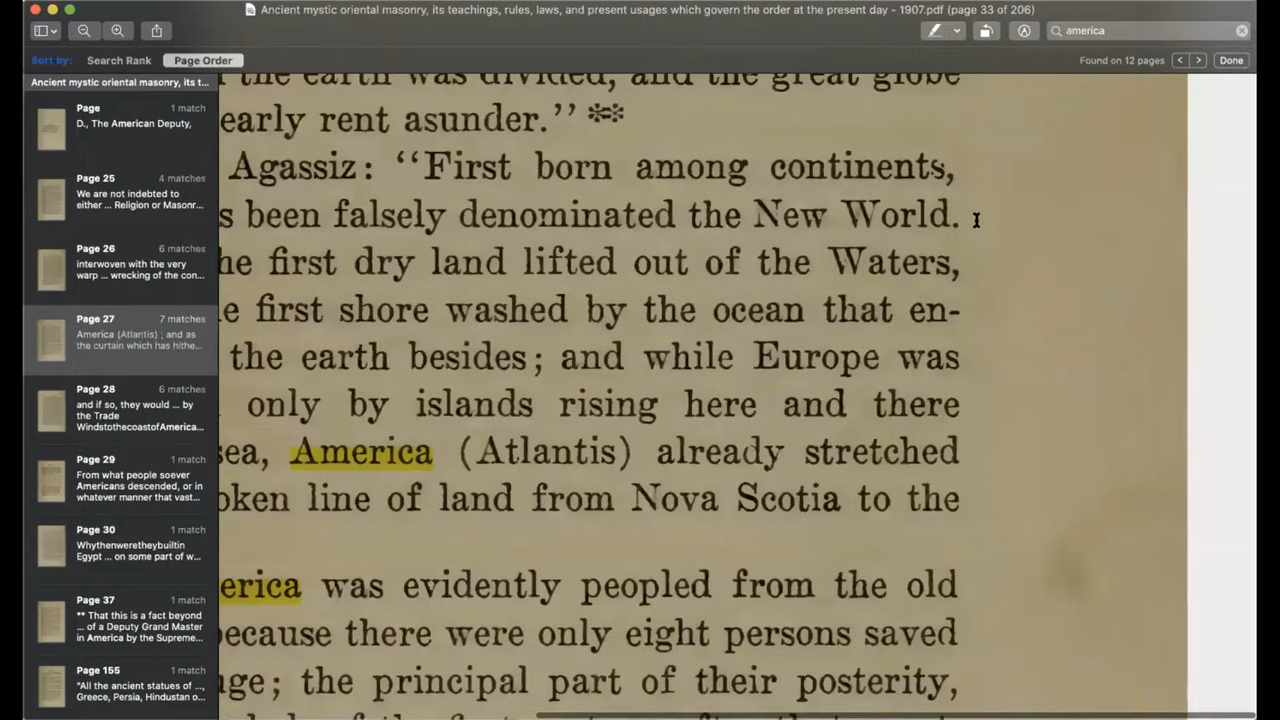 Ancient mystic oriental masonry, its teachings, rules, laws, and present usages which govern the order at the present day - 1907.pdf (page 33 of 206)
america
Sort by: Search Rank Page Order
Found on 12 pages < > Done
Ancient mystic oriental masonry, its t...
Page 1 match
D., The American Deputy,
Page 25 4 matches
We are not indebted to
either ... Religion or Masonr...
Page 26 6 matches
interwoven with the very
warp ... wrecking of the con...
Page 27 7 matches
America (Atlantis) ; and as
the curtain which has hithe...
Page 28 6 matches
and if so, they would ... by
the Trade
WindstothecoastofAmerica...
Page 29 1 match
From what people soever
Americans descended, or in
whatever manner that vast...
Page 30 1 match
Whythenweretheybuiltin
Egypt ... on some part of w...
Page 37 1 match
** That this is a fact beyond
... of a Deputy Grand Master
in America by the Supreme...
Page 155 1 match
"All the ancient statues of ...,
Greece, Persia, Hindustan o...
the earth was divided, and the great globe
early rent asunder.” **
Agassiz: “First born among continents,
s been falsely denominated the New World.
he first dry land lifted out of the Waters,
e first shore washed by the ocean that en-
the earth besides; and while Europe was
only by islands rising here and there
sea, America (Atlantis) already stretched
oken line of land from Nova Scotia to the
erica was evidently peopled from the old
because there were only eight persons saved
uge; the principal part of their posterity,